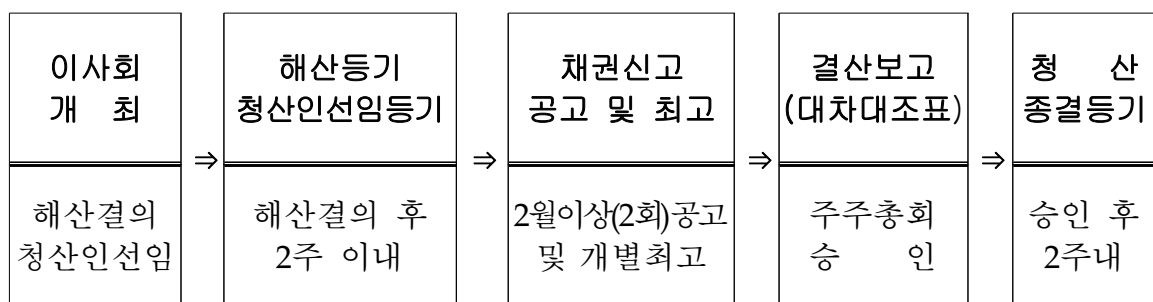 이사회
개 최
해산결의
청산인선임
⇒
해산등기
청산인선임등기
해산결의 후
2주 이내
⇒
채권신고
공고 및 최고
2월이상(2회)공고
및 개별최고
⇒
결산보고
(대차대조표)
주주총회
승 인
⇒
청 산
종결등기
승인 후
2주내